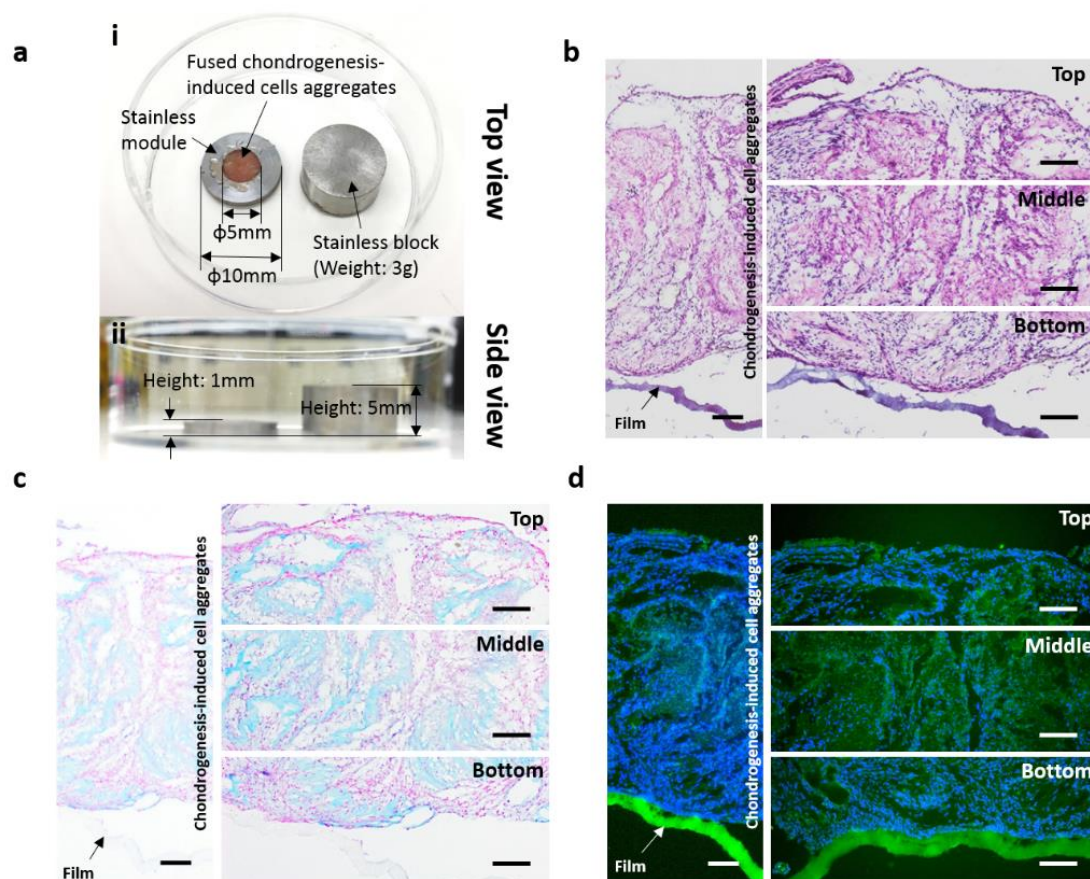 a
i
Fused chondrogenesis-
induced cells aggregates
Stainless
module
ϕ5mm
ϕ10mm
Stainless block
(Weight: 3g)
Top view
ii
Height: 1mm
Height: 5mm
Side view
b
Chondrogenesis-induced cell aggregates
Film
Top
Middle
Bottom
c
Chondrogenesis-induced cell aggregates
Film
Top
Middle
Bottom
d
Chondrogenesis-induced cell aggregates
Film
Top
Middle
Bottom